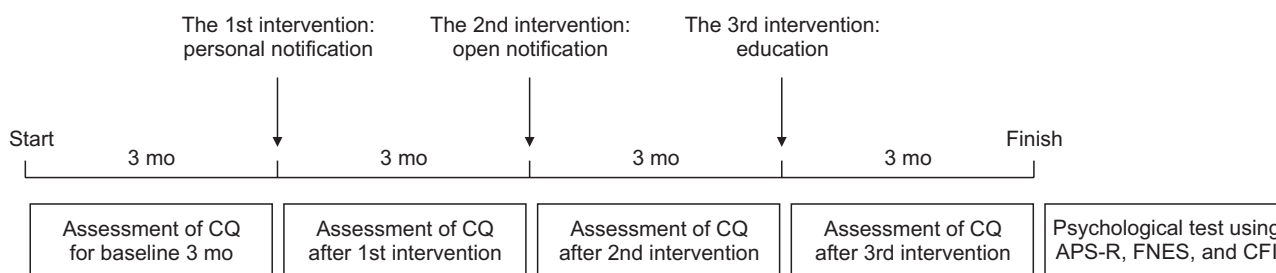 The 1st intervention:
personal notification
The 2nd intervention:
open notification
The 3rd intervention:
education
Start
3 mo
3 mo
3 mo
3 mo
Finish
Assessment of CQ
for baseline 3 mo
Assessment of CQ
after 1st intervention
Assessment of CQ
after 2nd intervention
Assessment of CQ
after 3rd intervention
Psychological test using
APS-R, FNES, and CFI